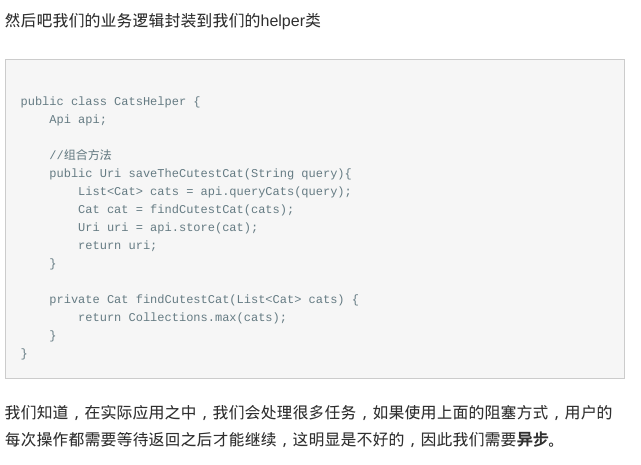 然后吧我们的业务逻辑封装到我们的helper类
public class CatsHelper {
    Api api;
    //组合方法
    public Uri saveTheCutestCat(String query){
        List<Cat> cats = api.queryCats(query);
        Cat cat = findCutestCat(cats);
        Uri uri = api.store(cat);
        return uri;
    }
    private Cat findCutestCat(List<Cat> cats) {
        return Collections.max(cats);
    }
}
我们知道，在实际应用之中，我们会处理很多任务，如果使用上面的阻塞方式，用户的
每次操作都需要等待返回之后才能继续，这明显是不好的，因此我们需要异步。